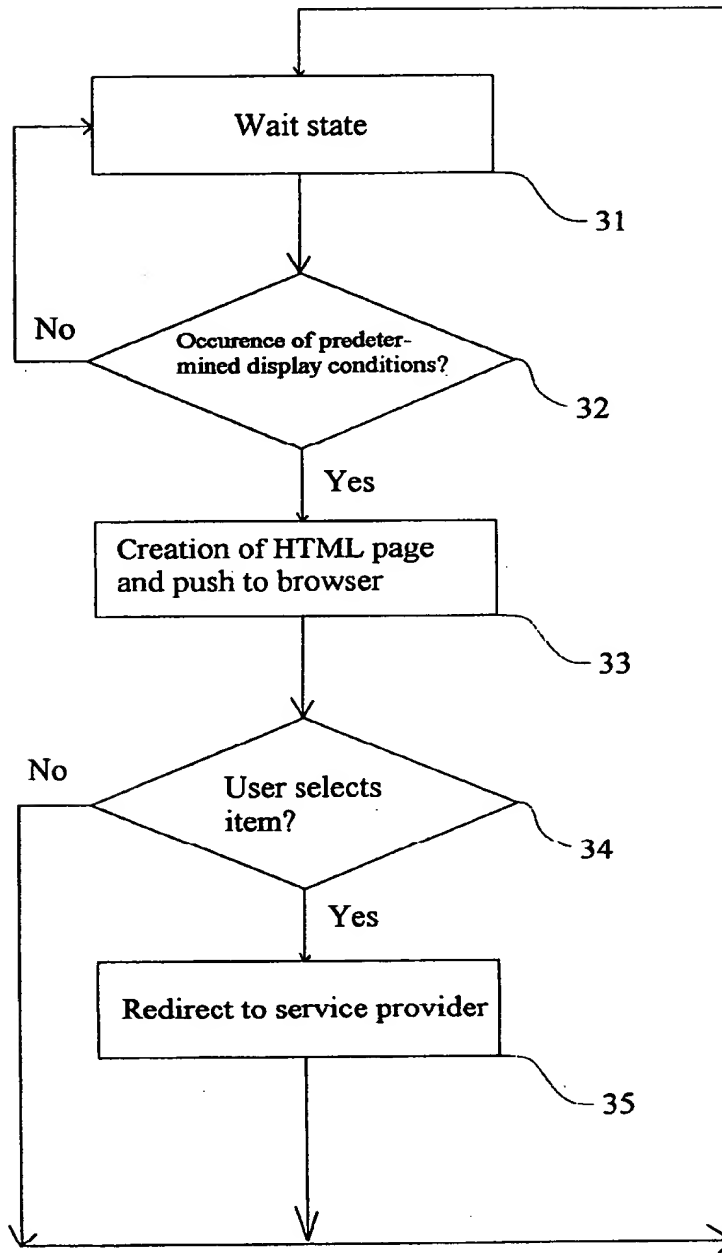 Wait state
31
No
Occurence of predeter-
mined display conditions?
32
Yes
Creation of HTML page
and push to browser
33
No
User selects
item?
34
Yes
Redirect to service provider
35